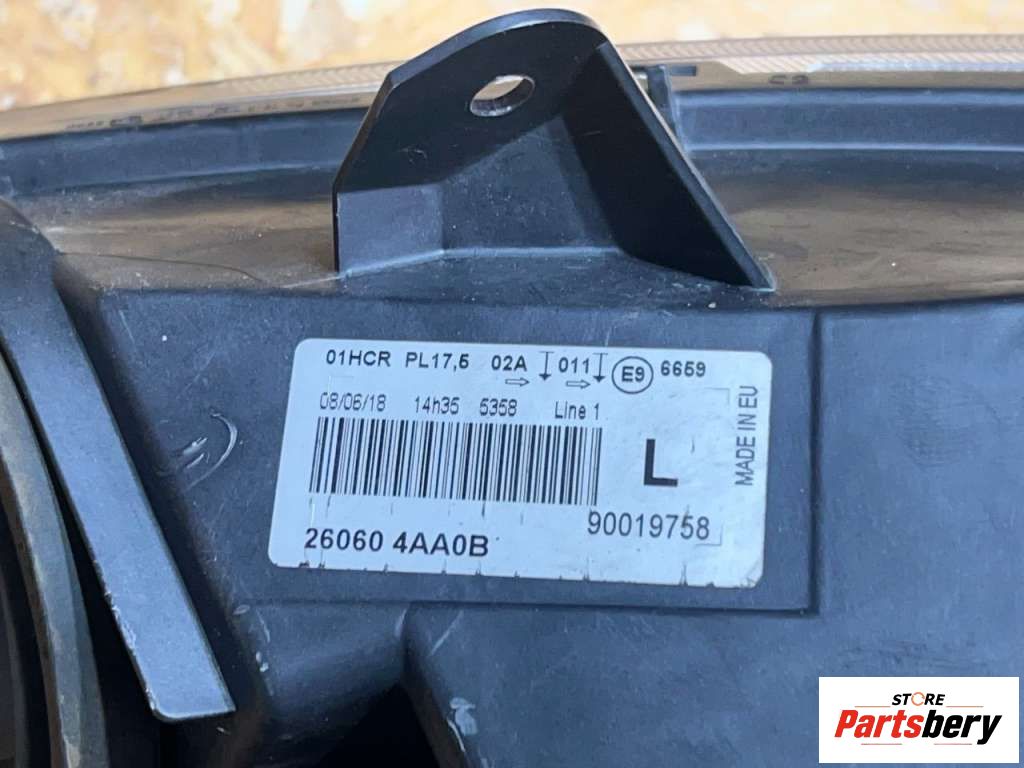 01HCR PL17,5 02A 011 E9 6659
08/06/18 14h35 5358 Line 1
MADE IN EU
L
90019758
26060 4AA0B
STORE
Partsbery